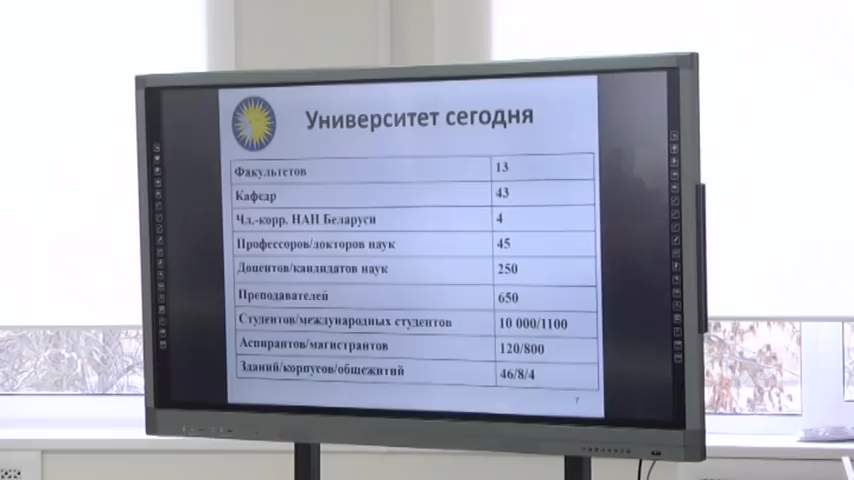 Университет сегодня
Факультетов 13
Кафедр 43
Чл.-корр. НАН Беларуси 4
Профессоров/докторов наук 45
Доцентов/кандидатов наук 250
Преподавателей 650
Студентов/международных студентов 10 000/1100
Аспирантов/магистрантов 120/800
Зданий/корпусов/общежитий 46/8/4
7